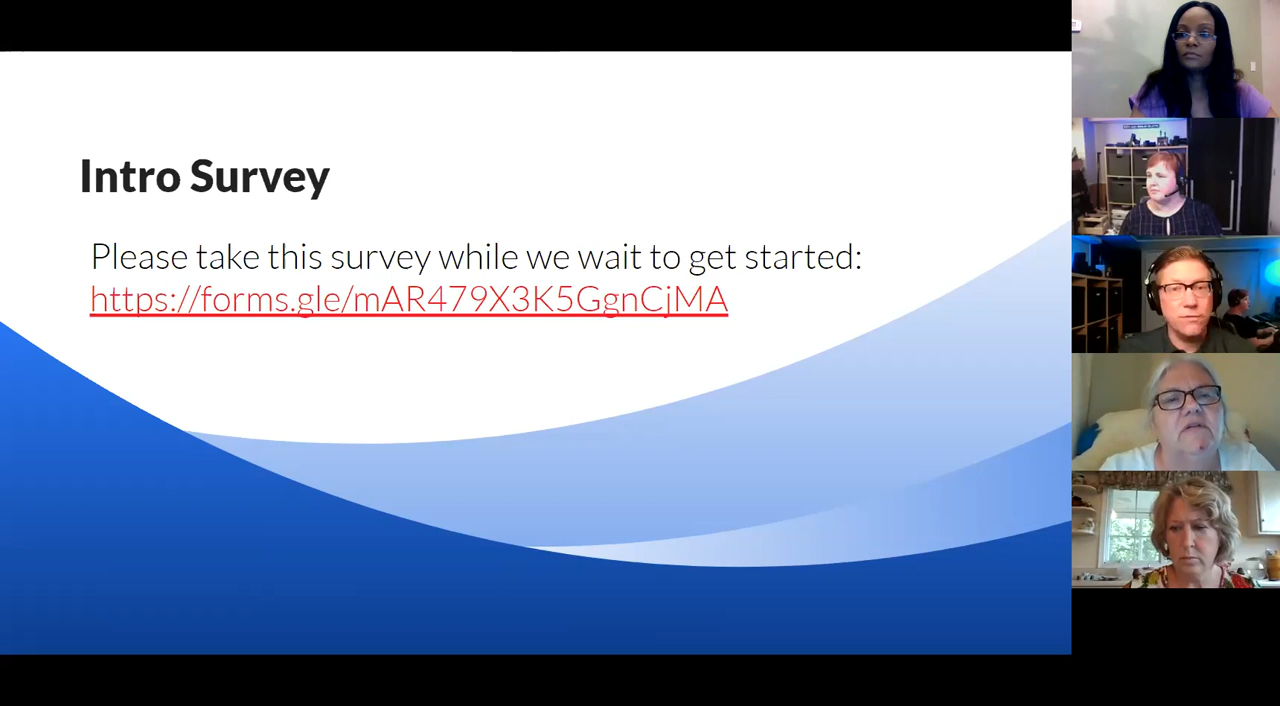 Intro Survey
Please take this survey while we wait to get started:
https://forms.gle/mAR479X3K5GgnCjMA